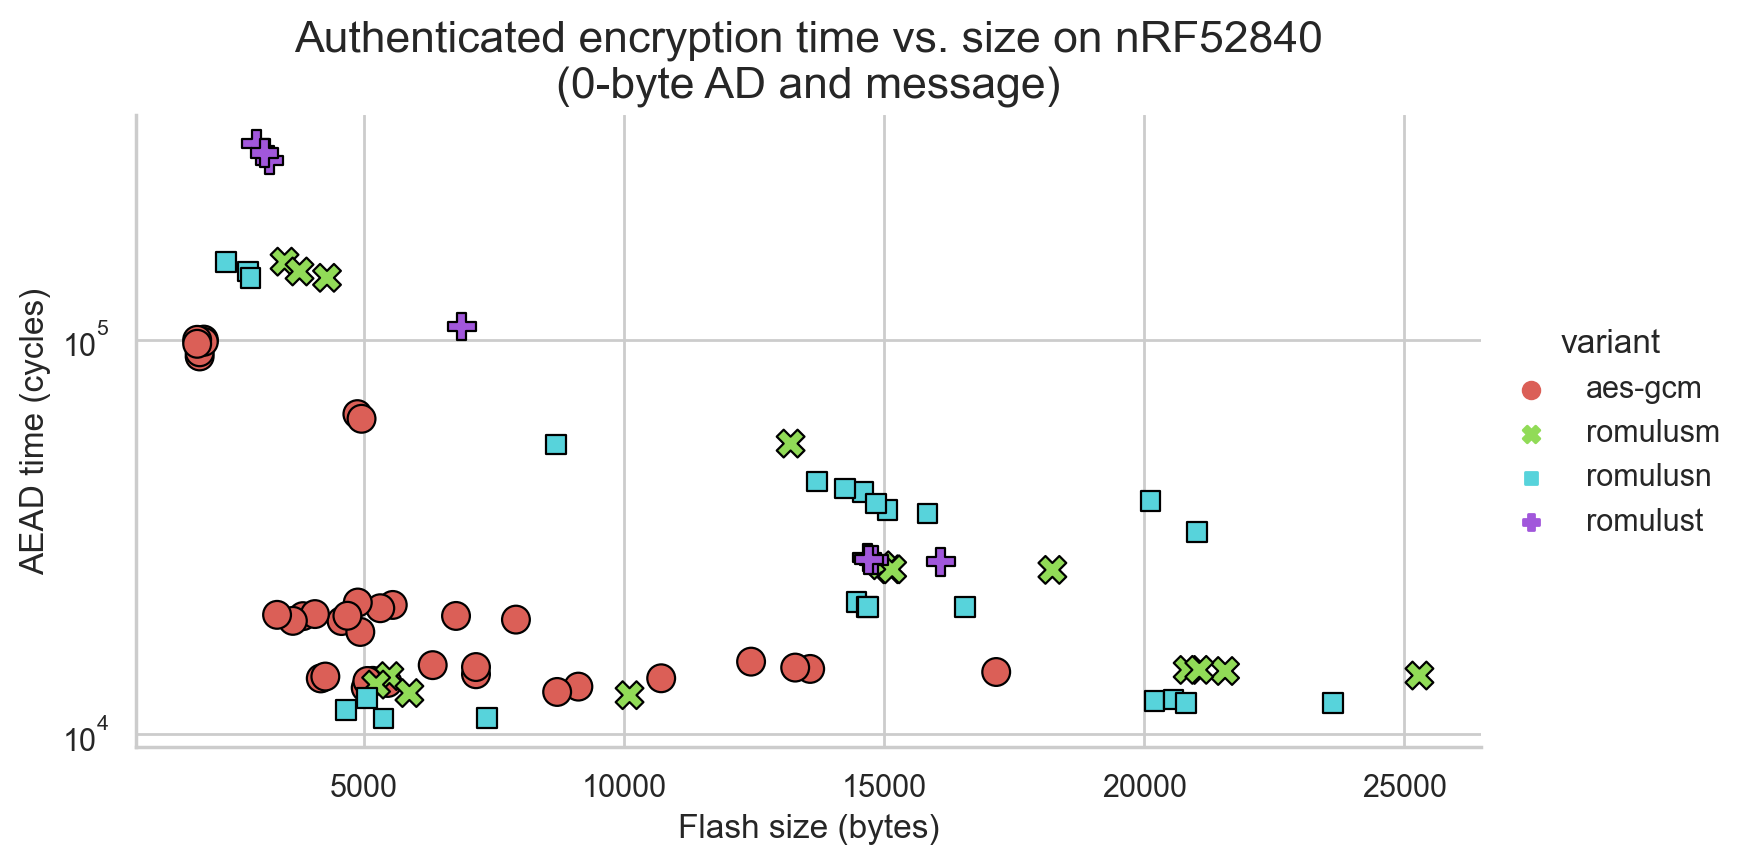 Authenticated encryption time vs. size on nRF52840
(0-byte AD and message)
AEAD time (cycles)
10^5
10^4
5000
10000
15000
20000
25000
Flash size (bytes)
variant
aes-gcm
romulusm
romulusn
romulust